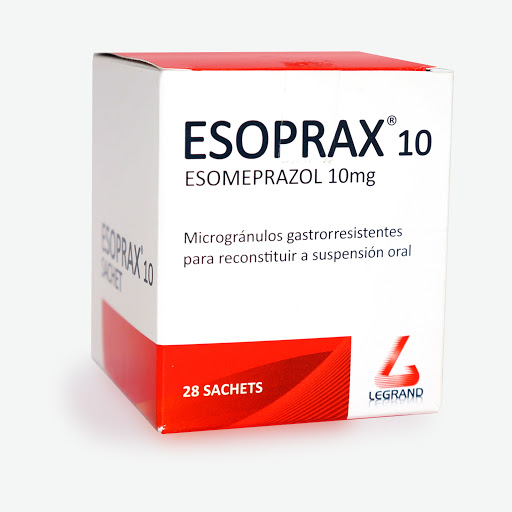 ESOPRAX® 10
ESOMEPRAZOL 10mg
Microgránulos gastrorresistentes
para reconstituir a suspensión oral
28 SACHETS
LEGRAND
ESOPRAX® 10
SACHET